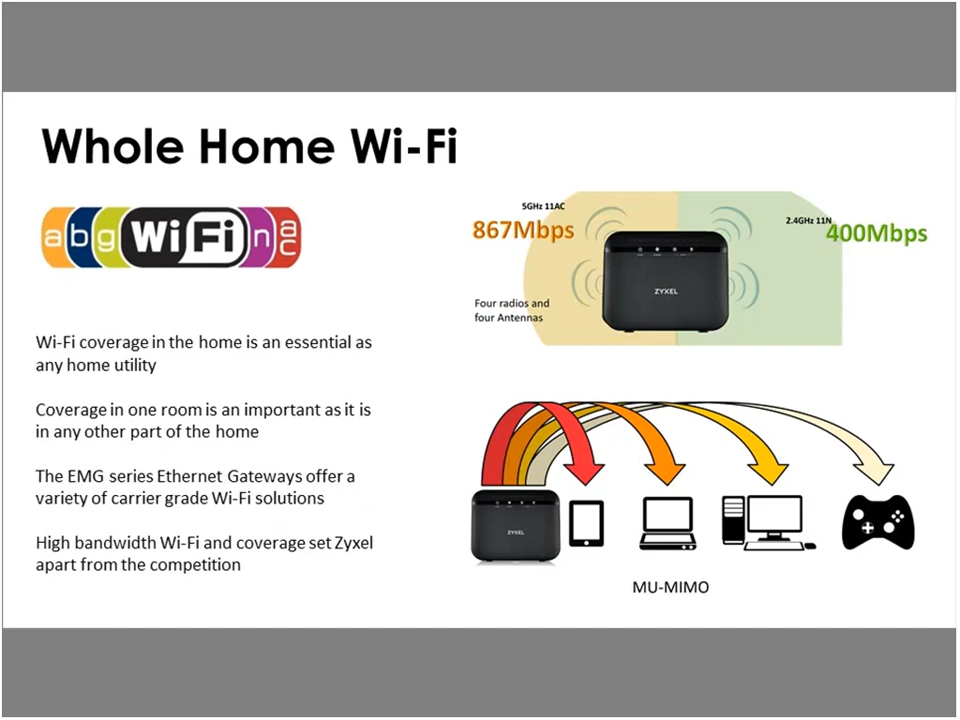 Whole Home Wi-Fi
a b g Wi Fi n ac
5GHz 11AC
867Mbps
2.4GHz 11N
400Mbps
ZYXEL
Four radios and
four Antennas
Wi-Fi coverage in the home is an essential as
any home utility
Coverage in one room is an important as it is
in any other part of the home
The EMG series Ethernet Gateways offer a
variety of carrier grade Wi-Fi solutions
High bandwidth Wi-Fi and coverage set Zyxel
apart from the competition
ZYXEL
MU-MIMO